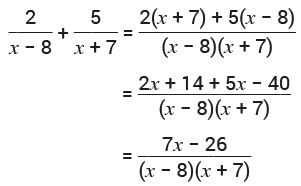 2/(x − 8) + 5/(x + 7) = (2(x + 7) + 5(x − 8))/((x − 8)(x + 7))
= (2x + 14 + 5x − 40)/((x − 8)(x + 7))
= (7x − 26)/((x − 8)(x + 7))